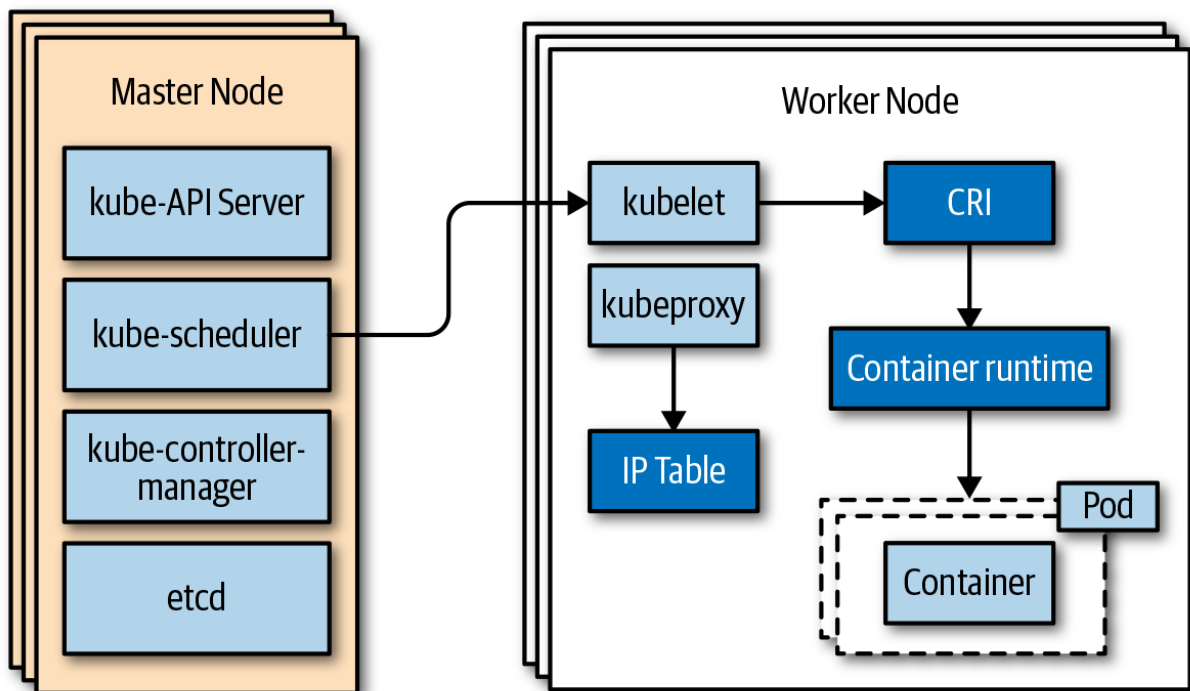 Master Node
kube-API Server
kube-scheduler
kube-controller-
manager
etcd
Worker Node
kubelet
CRI
kubeproxy
Container runtime
IP Table
Pod
Container